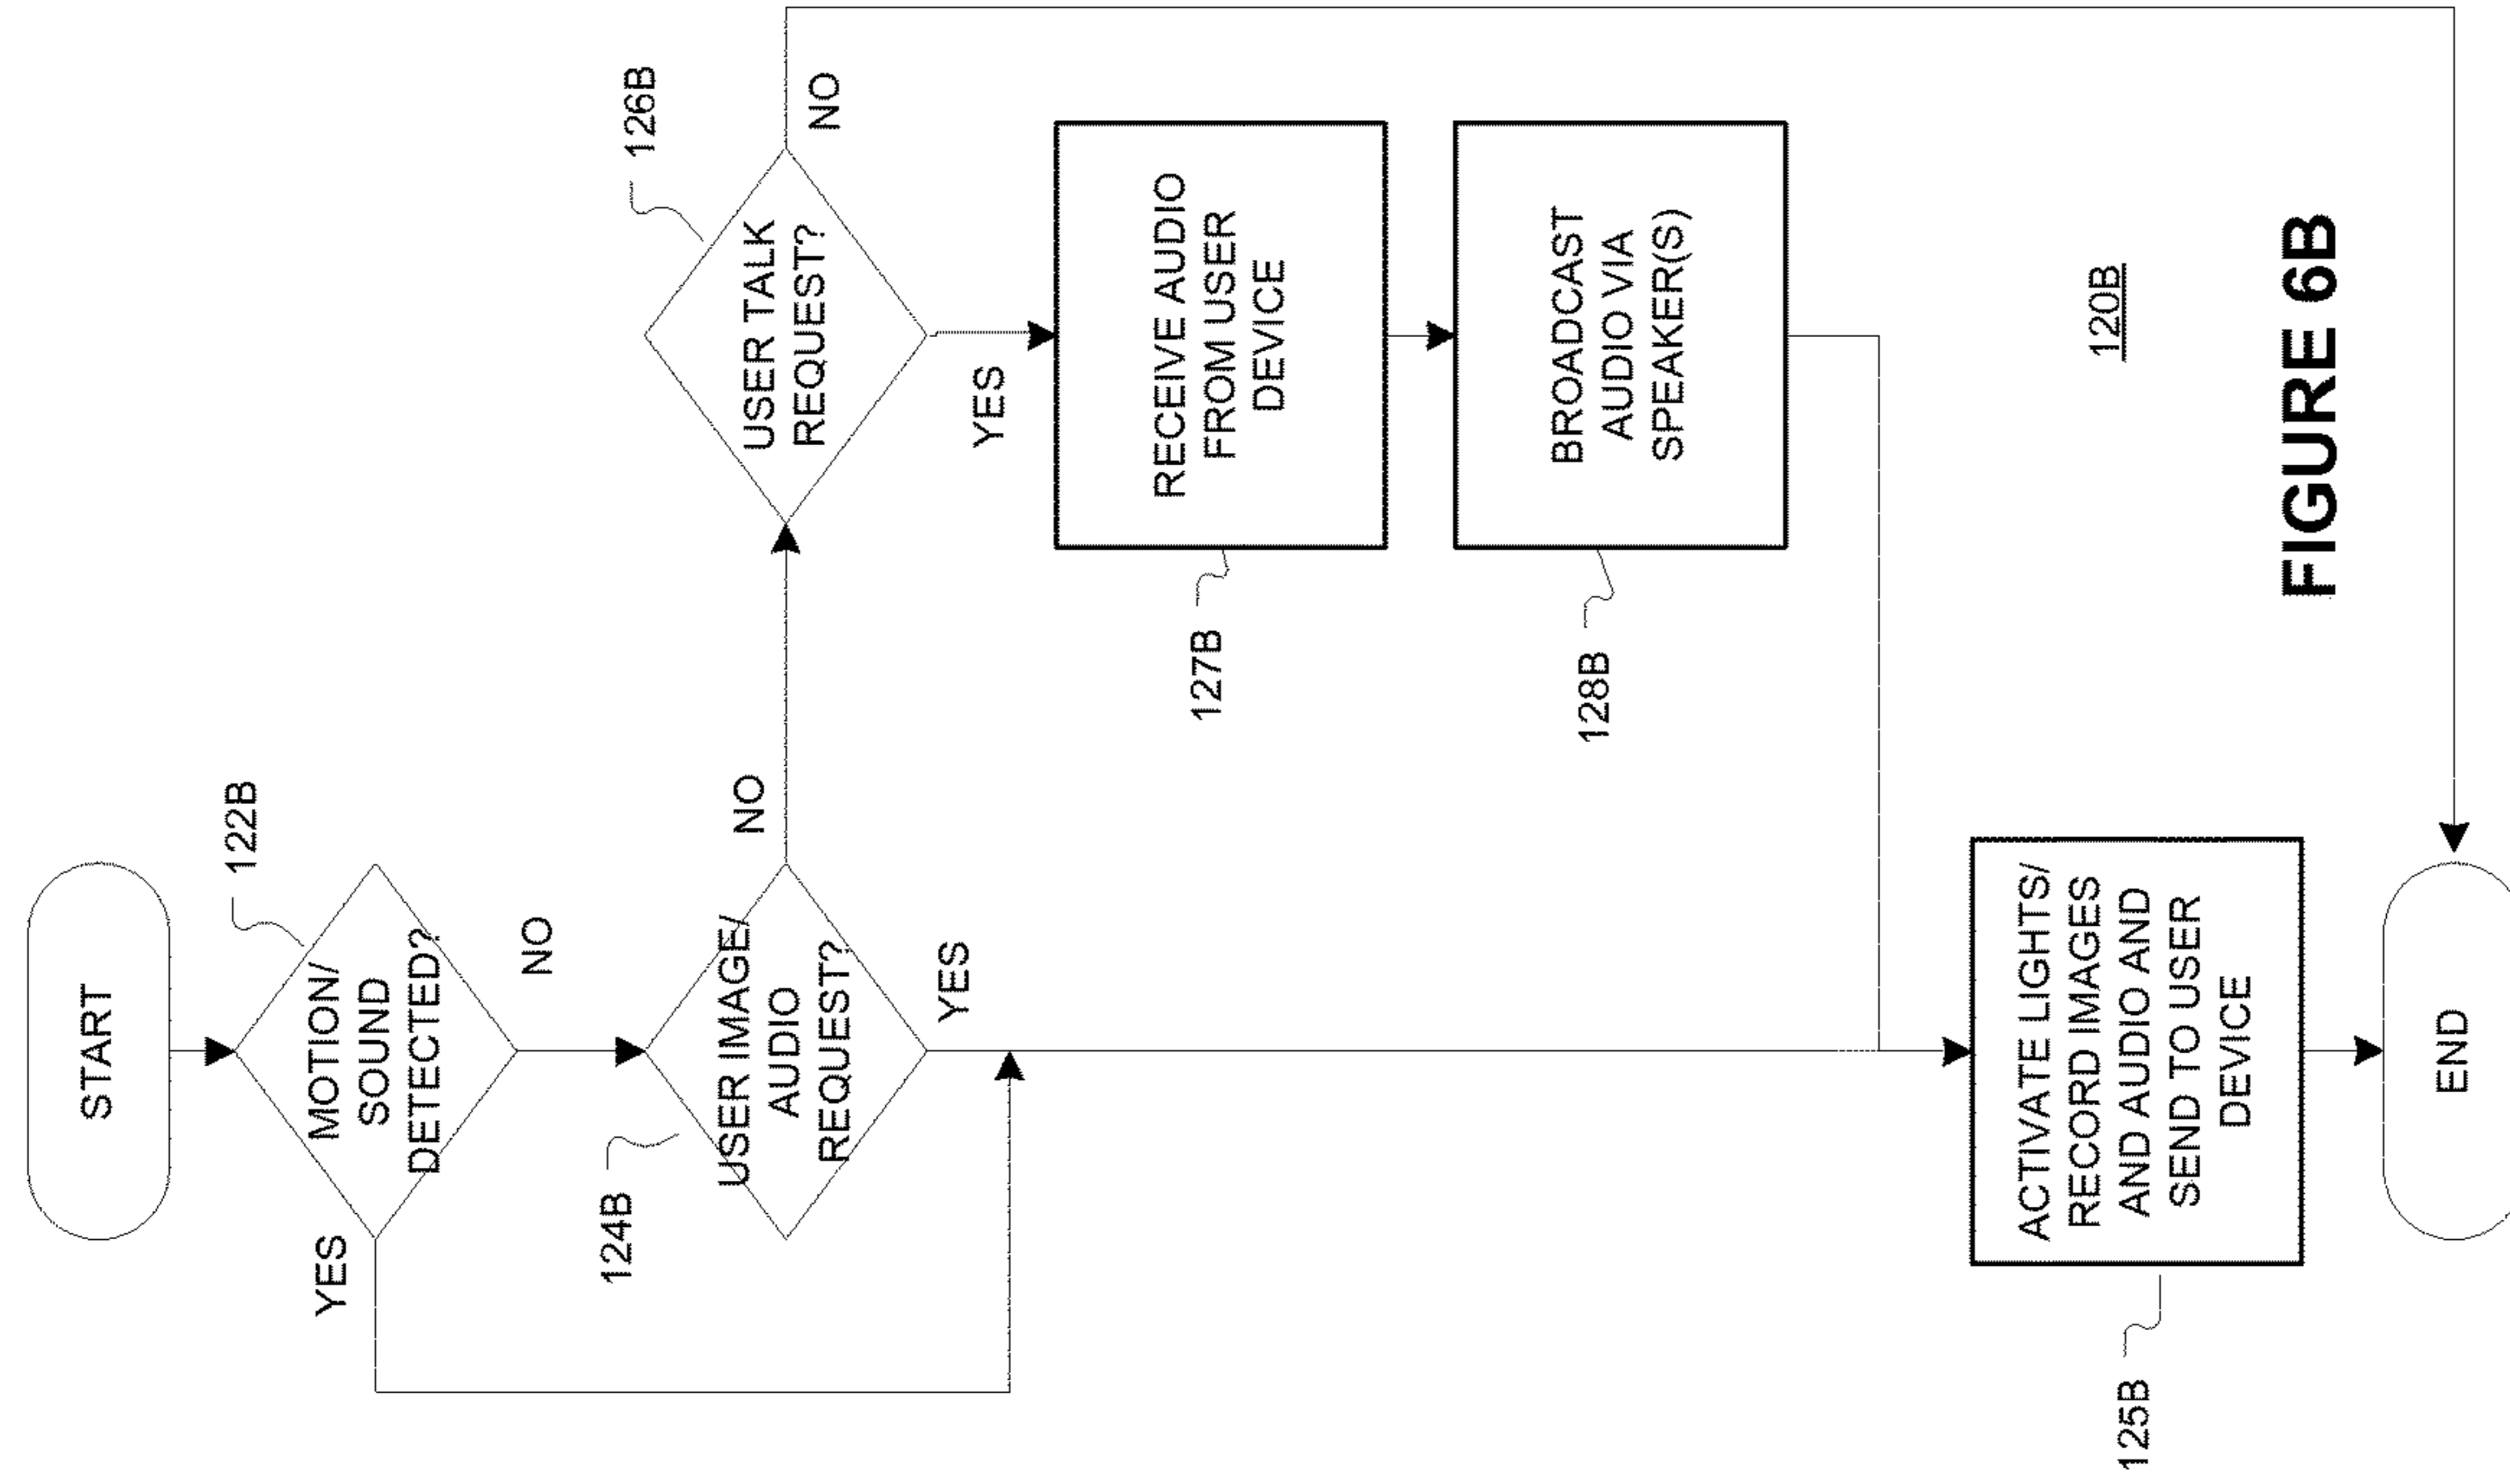 START
122B
MOTION/
SOUND
DETECTED?
YES
NO
124B
USER IMAGE/
AUDIO
REQUEST?
NO
YES
126B
USER TALK
REQUEST?
NO
YES
RECEIVE AUDIO
FROM USER
DEVICE
127B
BROADCAST
AUDIO VIA
SPEAKER(S)
128B
ACTIVATE LIGHTS/
RECORD IMAGES
AND AUDIO AND
SEND TO USER
DEVICE
125B
END
120B
FIGURE 6B